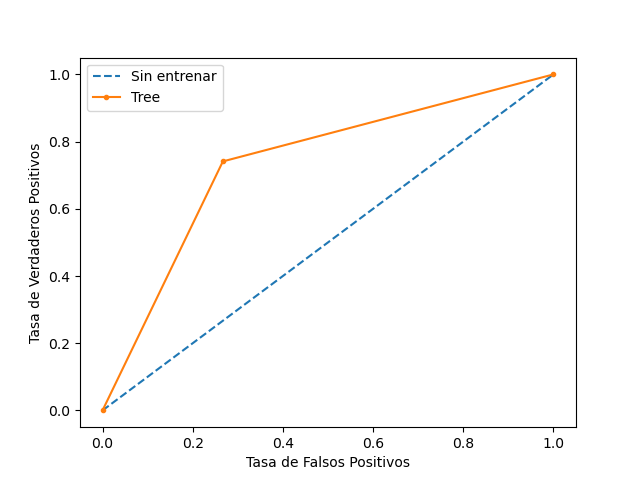 Sin entrenar
Tree
1.0
0.8
0.6
0.4
0.2
0.0
Tasa de Verdaderos Positivos
0.0 0.2 0.4 0.6 0.8 1.0
Tasa de Falsos Positivos